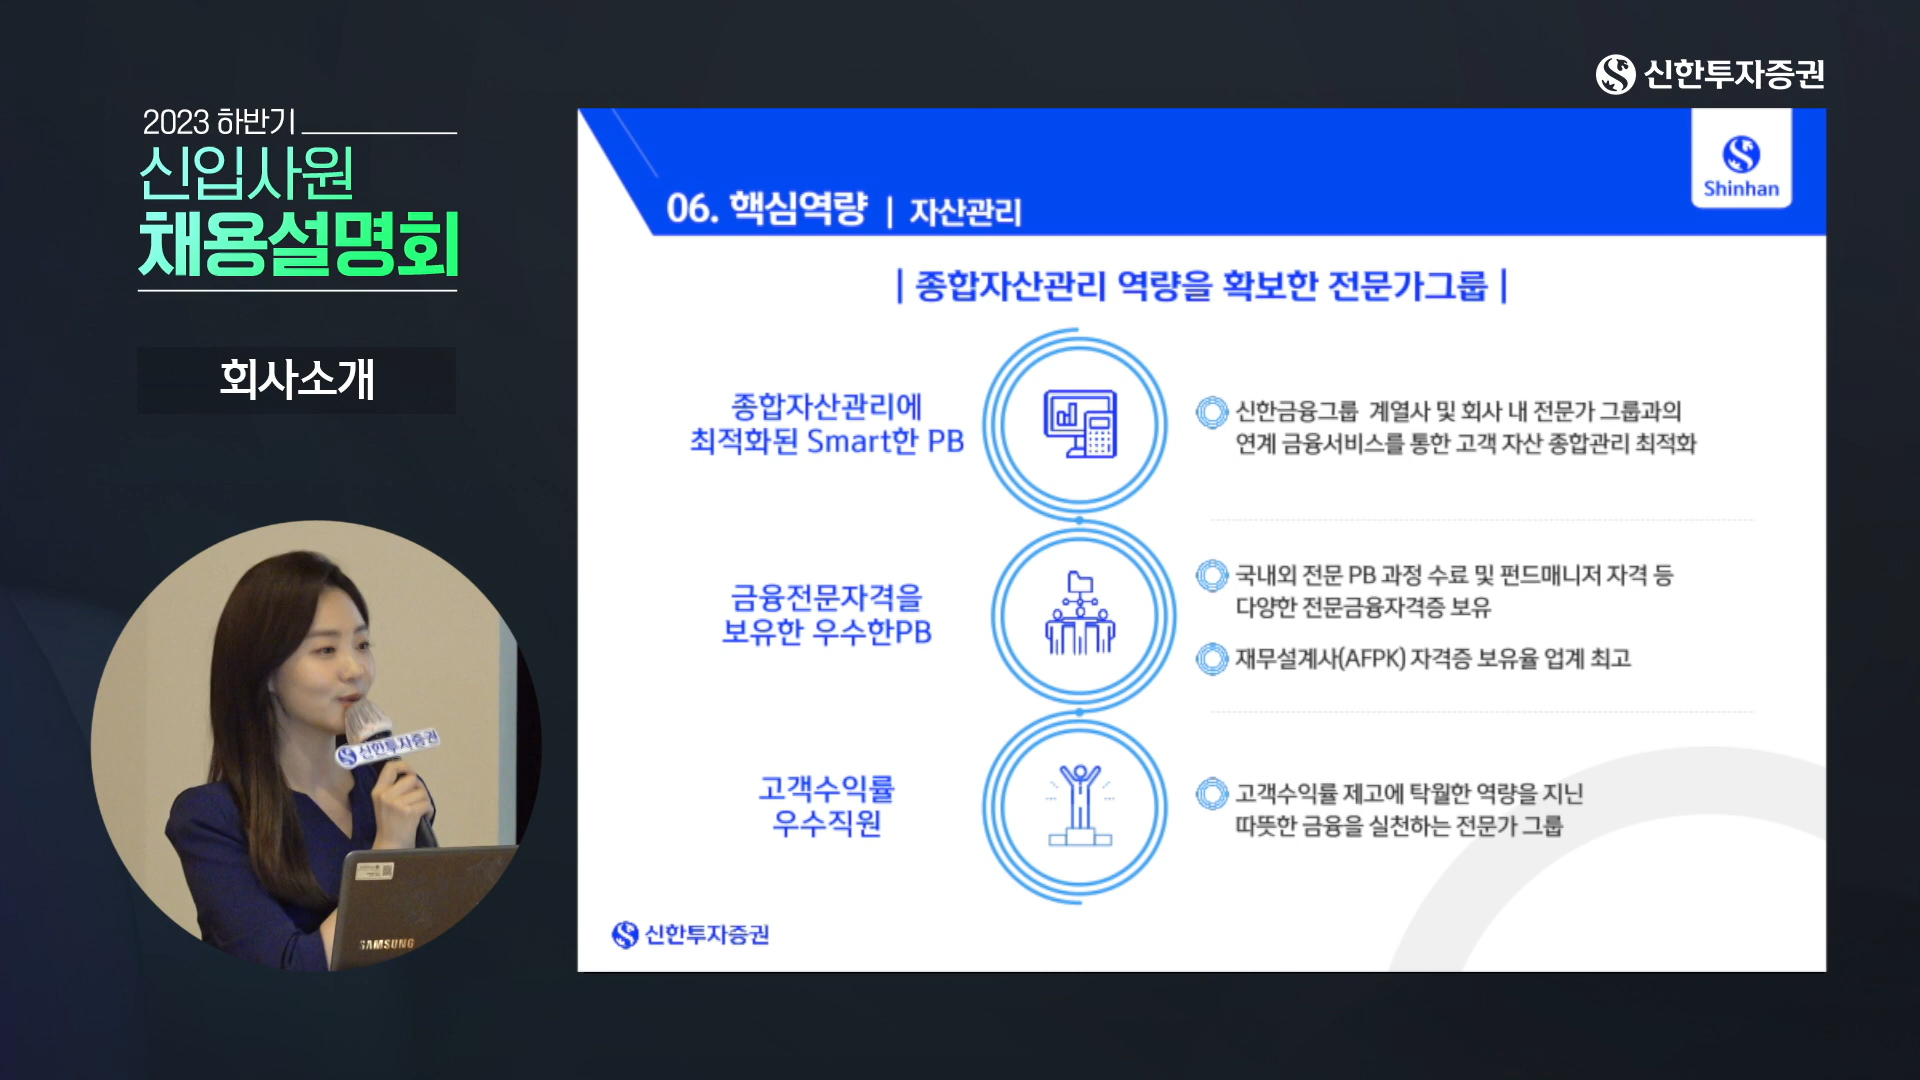 신한투자증권
2023 하반기
신입사원
채용설명회
회사소개
Shinhan
06. 핵심역량 | 자산관리
| 종합자산관리 역량을 확보한 전문가그룹 |
종합자산관리에
최적화된 Smart한 PB
신한금융그룹 계열사 및 회사 내 전문가 그룹과의
연계 금융서비스를 통한 고객 자산 종합관리 최적화
금융전문자격을
보유한 우수한PB
국내외 전문 PB 과정 수료 및 펀드매니저 자격 등
다양한 전문금융자격증 보유
재무설계사(AFPK) 자격증 보유율 업계 최고
고객수익률
우수직원
고객수익률 제고에 탁월한 역량을 지닌
따뜻한 금융을 실천하는 전문가 그룹
신한투자증권
신한투자증권
SAMSUNG